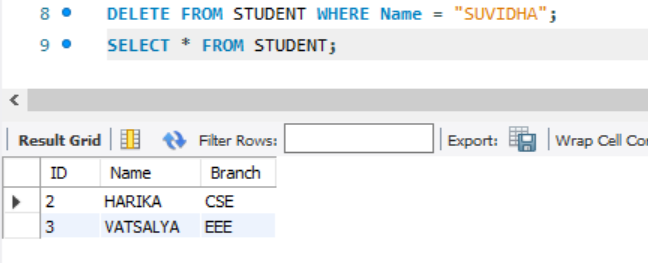 8 DELETE FROM STUDENT WHERE Name = "SUVIDHA";
9 SELECT * FROM STUDENT;
Result Grid Filter Rows: Export: Wrap Cell Co
ID Name Branch
2 HARIKA CSE
3 VATSALYA EEE